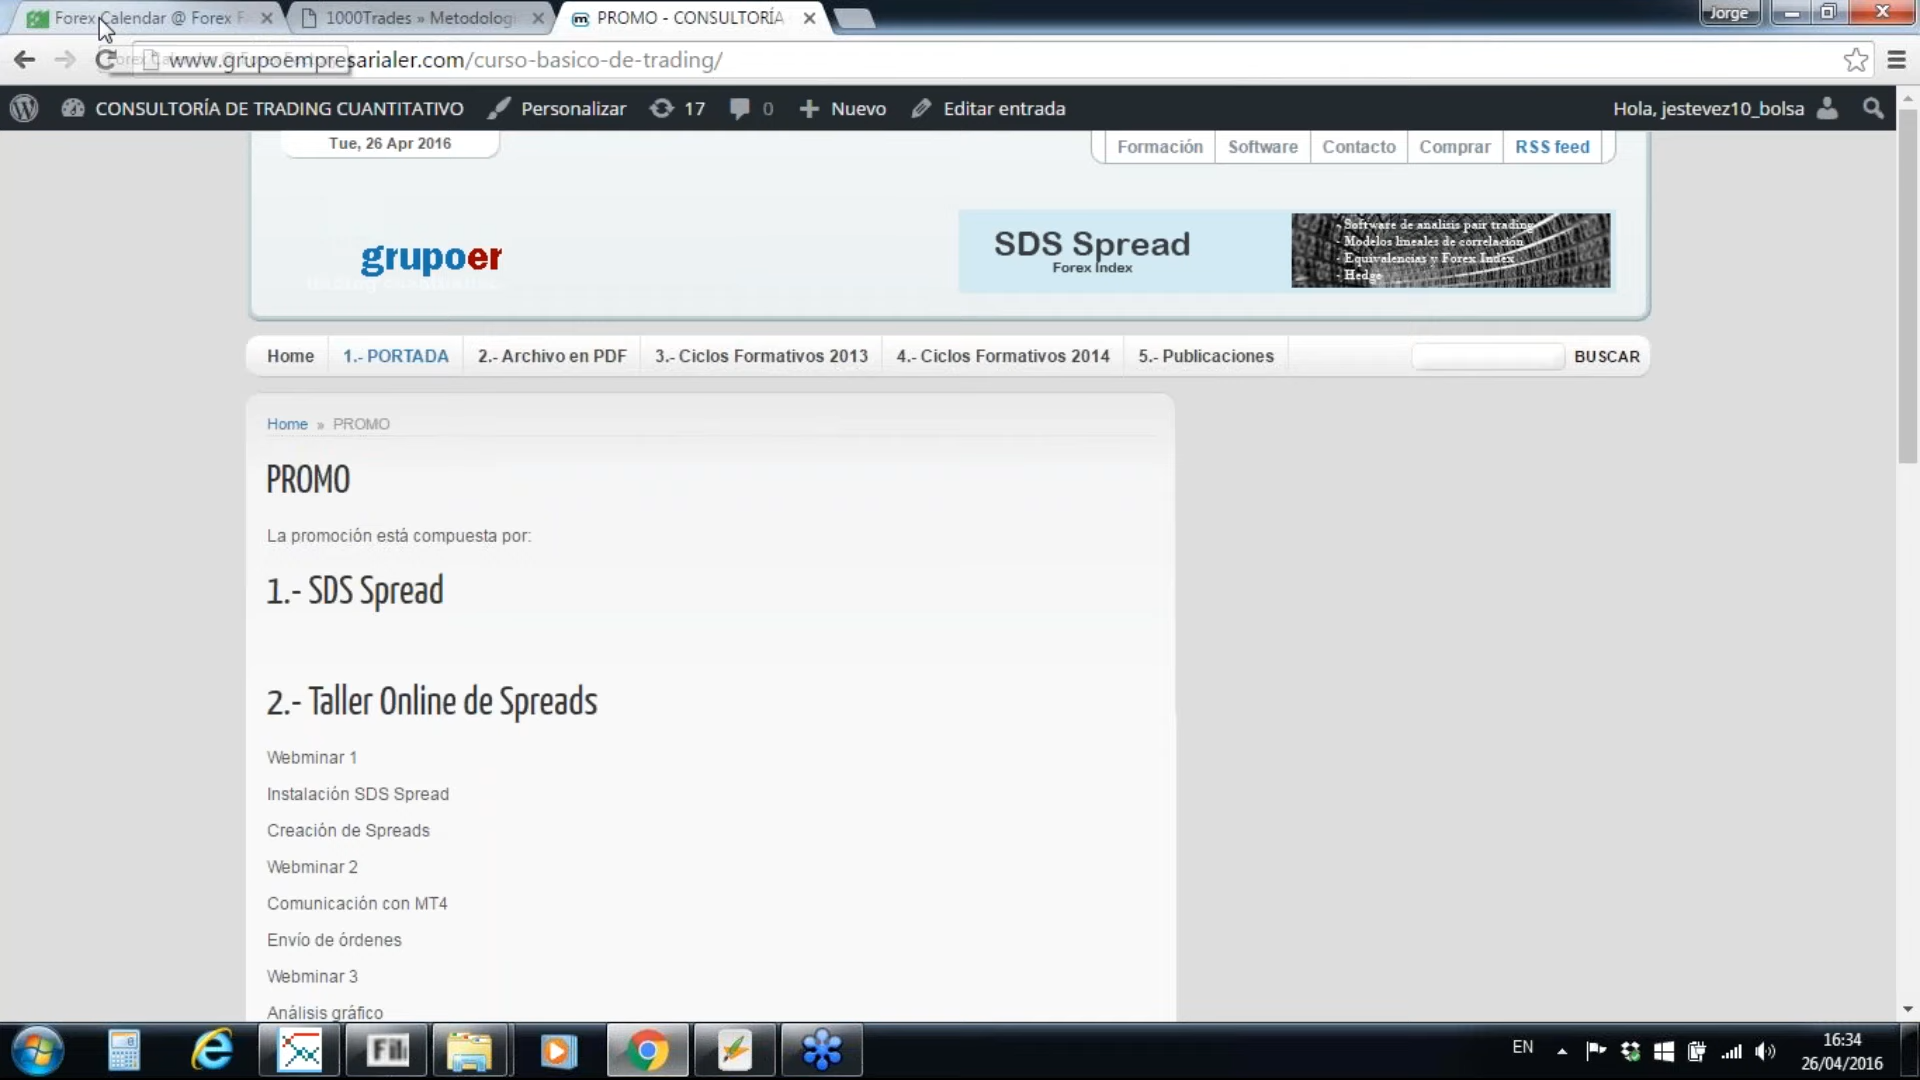 Forex Calendar @ Forex F
1000Trades » Metodologi
PROMO - CONSULTORÍA
Jorge
www.grupoempresarialer.com/curso-basico-de-trading/
CONSULTORÍA DE TRADING CUANTITATIVO
Personalizar
17
0
Nuevo
Editar entrada
Hola, jestevez10_bolsa
Tue, 26 Apr 2016
Formación
Software
Contacto
Comprar
RSS feed
grupoer
SDS Spread
Forex Index
- Software de analisis pair trading
- Modelos lineales de correlación
- Equivalencias y Forex Index
- Hedge
Home
1.- PORTADA
2.- Archivo en PDF
3.- Ciclos Formativos 2013
4.- Ciclos Formativos 2014
5.- Publicaciones
BUSCAR
Home » PROMO
PROMO
La promoción está compuesta por:
1.- SDS Spread
2.- Taller Online de Spreads
Webminar 1
Instalación SDS Spread
Creación de Spreads
Webminar 2
Comunicación con MT4
Envío de órdenes
Webminar 3
Análisis gráfico
EN
16:34
26/04/2016